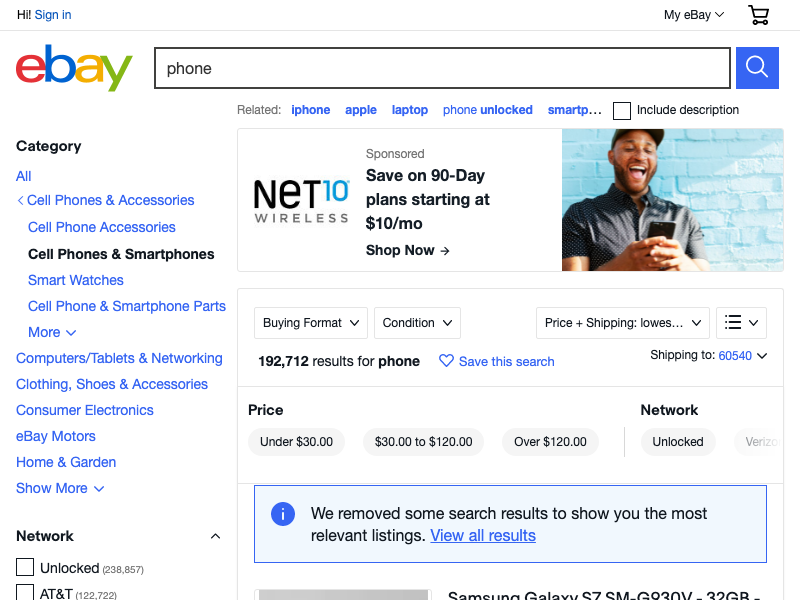 Hi! Sign in
My eBay
ebay
phone
Related: iphone apple laptop phone unlocked smartp...
Include description
Category
All
Cell Phones & Accessories
Cell Phone Accessories
Cell Phones & Smartphones
Smart Watches
Cell Phone & Smartphone Parts
More
Computers/Tablets & Networking
Clothing, Shoes & Accessories
Consumer Electronics
eBay Motors
Home & Garden
Show More
Network
Unlocked (238,857)
AT&T (122,722)
NET10
WIRELESS
Sponsored
Save on 90-Day
plans starting at
$10/mo
Shop Now →
Buying Format
Condition
Price + Shipping: lowes...
192,712 results for phone
Save this search
Shipping to: 60540
Price
Under $30.00
$30.00 to $120.00
Over $120.00
Network
Unlocked
Verizo
We removed some search results to show you the most
relevant listings. View all results
Samsung Galaxy S7 SM-G930V - 32GB -